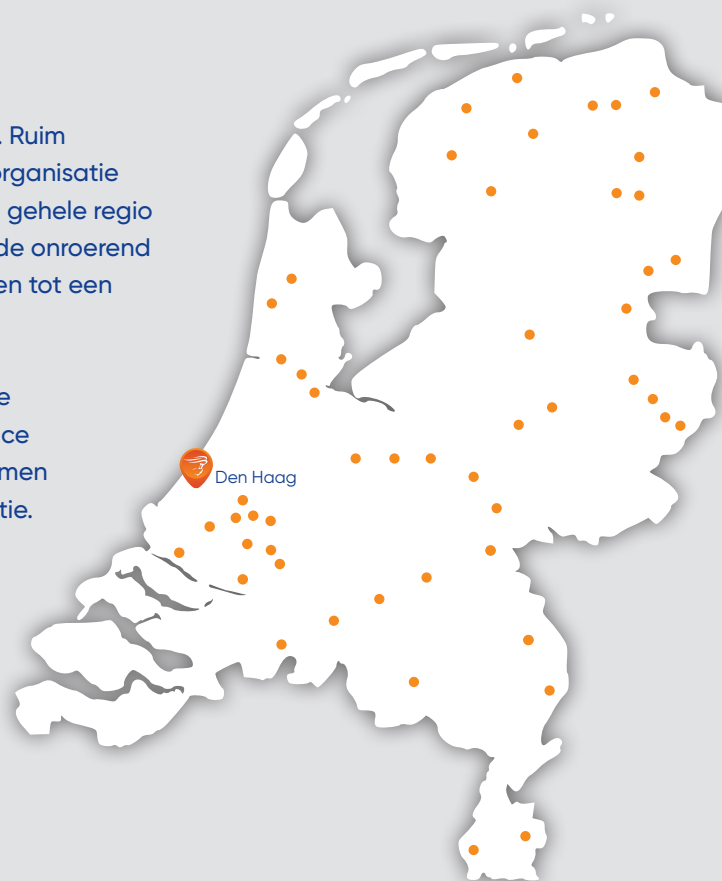 . Ruim
organisatie
gehele regio
de onroerend
en tot een
e
ce
men
tie.
Den Haag